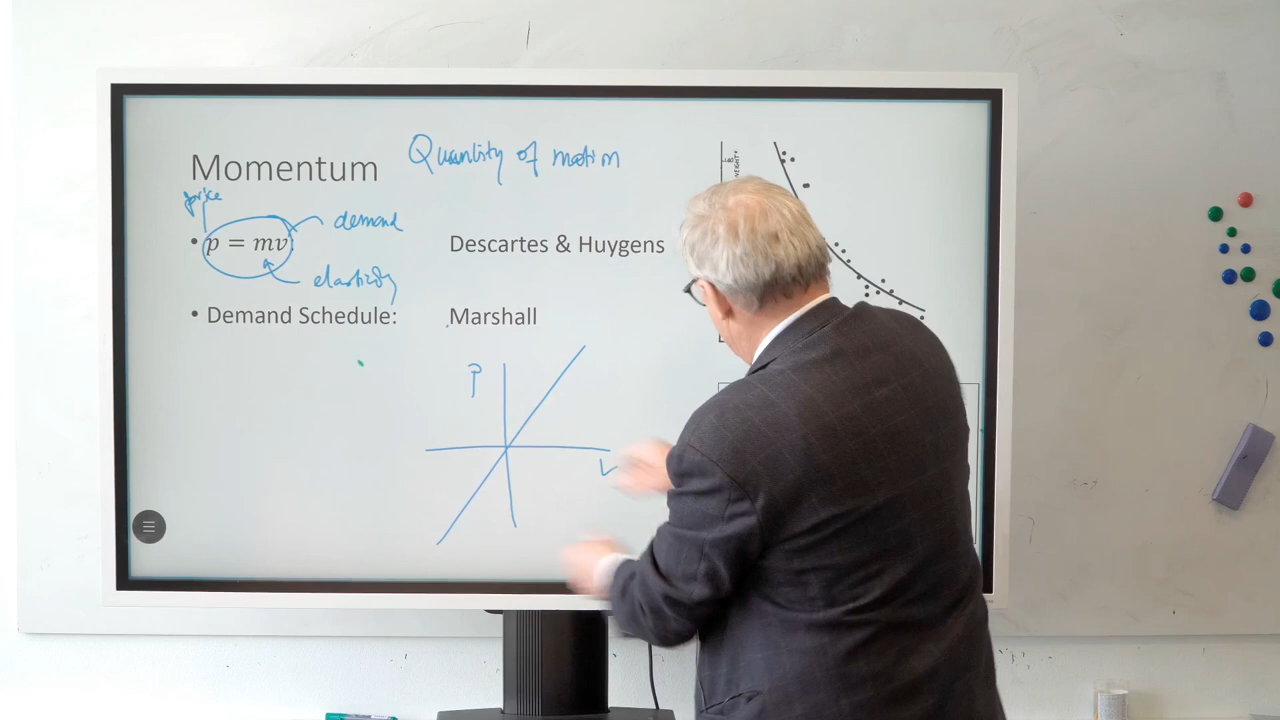 Momentum
Quantity of motion
price
demand
• p = mv
Descartes & Huygens
elasticity
• Demand Schedule:
Marshall
P
v